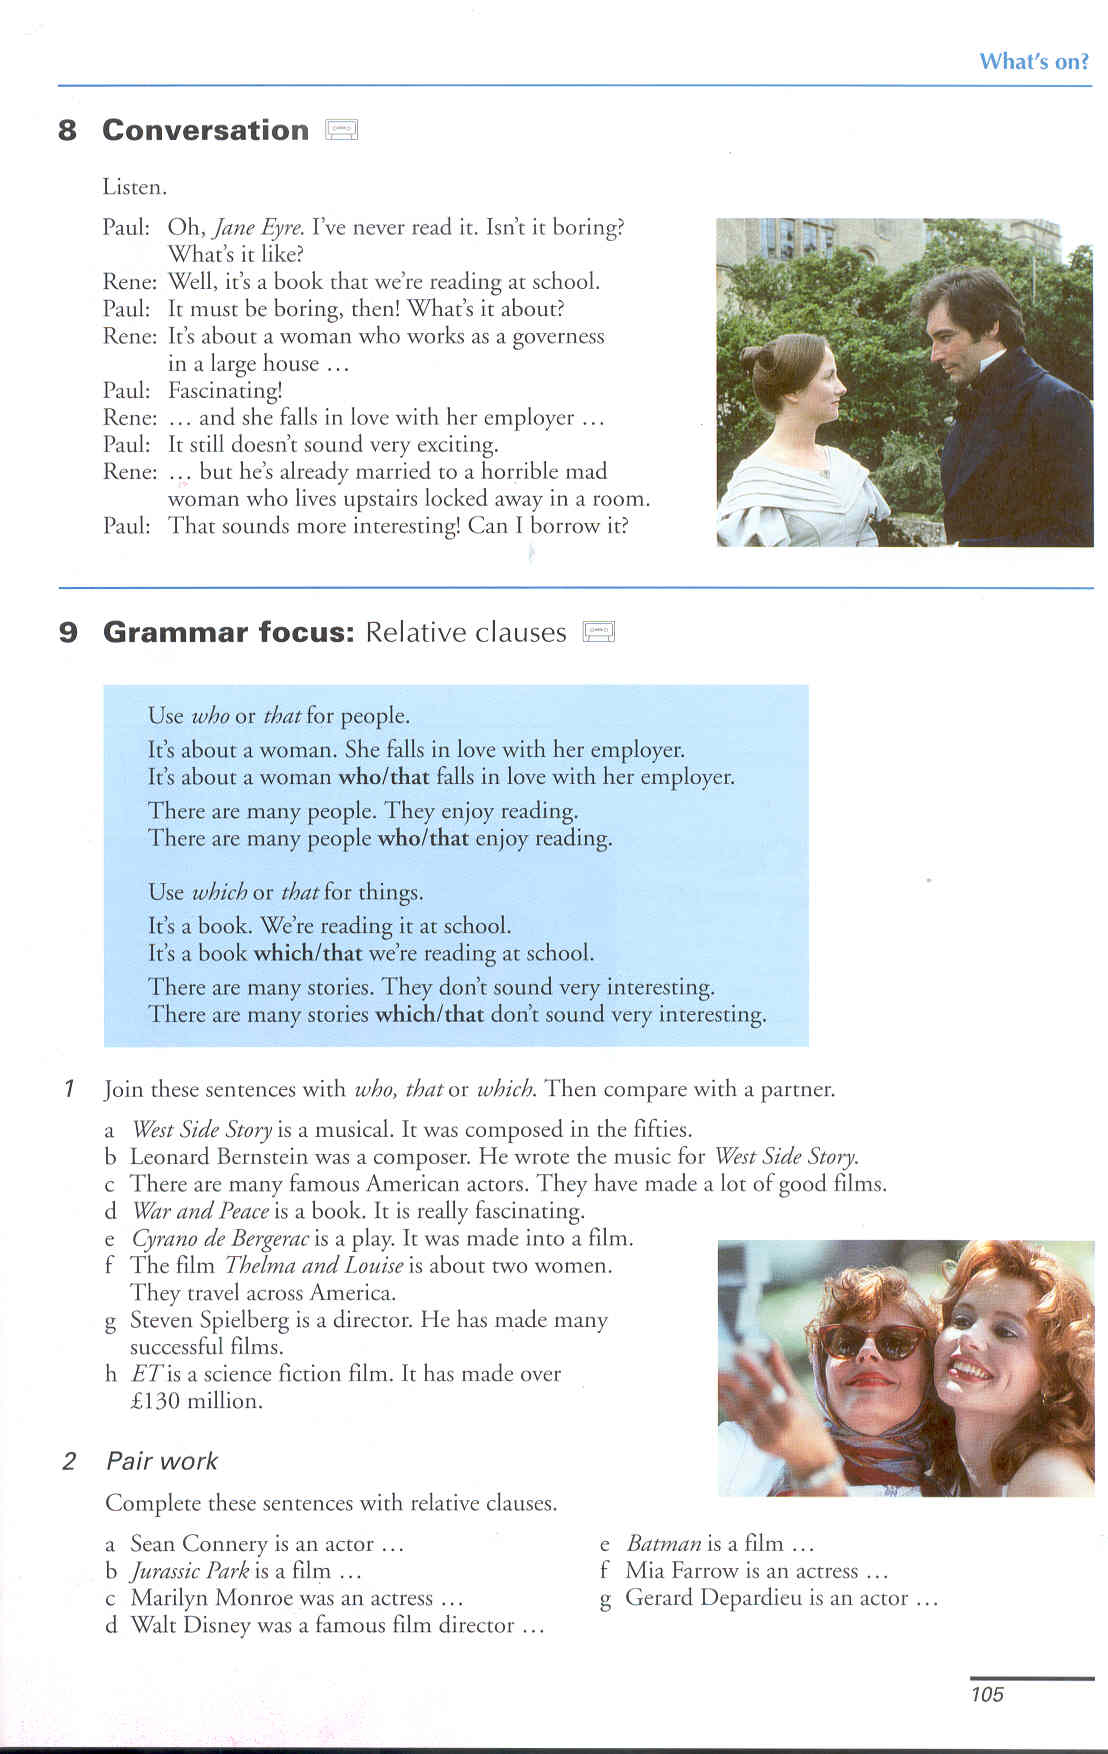 What's on?
8 Conversation
Listen.
Paul: Oh, Jane Eyre. I've never read it. Isn't it boring?
What's it like?
Rene: Well, it's a book that we're reading at school.
Paul: It must be boring, then! What's it about?
Rene: It's about a woman who works as a governess
in a large house ...
Paul: Fascinating!
Rene: ... and she falls in love with her employer ...
Paul: It still doesn't sound very exciting.
Rene: ... but he's already married to a horrible mad
woman who lives upstairs locked away in a room.
Paul: That sounds more interesting! Can I borrow it?
9 Grammar focus: Relative clauses
Use who or that for people.
It's about a woman. She falls in love with her employer.
It's about a woman who/that falls in love with her employer.
There are many people. They enjoy reading.
There are many people who/that enjoy reading.
Use which or that for things.
It's a book. We're reading it at school.
It's a book which/that we're reading at school.
There are many stories. They don't sound very interesting.
There are many stories which/that don't sound very interesting.
1 Join these sentences with who, that or which. Then compare with a partner.
a West Side Story is a musical. It was composed in the fifties.
b Leonard Bernstein was a composer. He wrote the music for West Side Story.
c There are many famous American actors. They have made a lot of good films.
d War and Peace is a book. It is really fascinating.
e Cyrano de Bergerac is a play. It was made into a film.
f The film Thelma and Louise is about two women.
They travel across America.
g Steven Spielberg is a director. He has made many
successful films.
h ET is a science fiction film. It has made over
£130 million.
2 Pair work
Complete these sentences with relative clauses.
a Sean Connery is an actor ...
b Jurassic Park is a film ...
c Marilyn Monroe was an actress ...
d Walt Disney was a famous film director ...
e Batman is a film ...
f Mia Farrow is an actress ...
g Gerard Depardieu is an actor ...
105